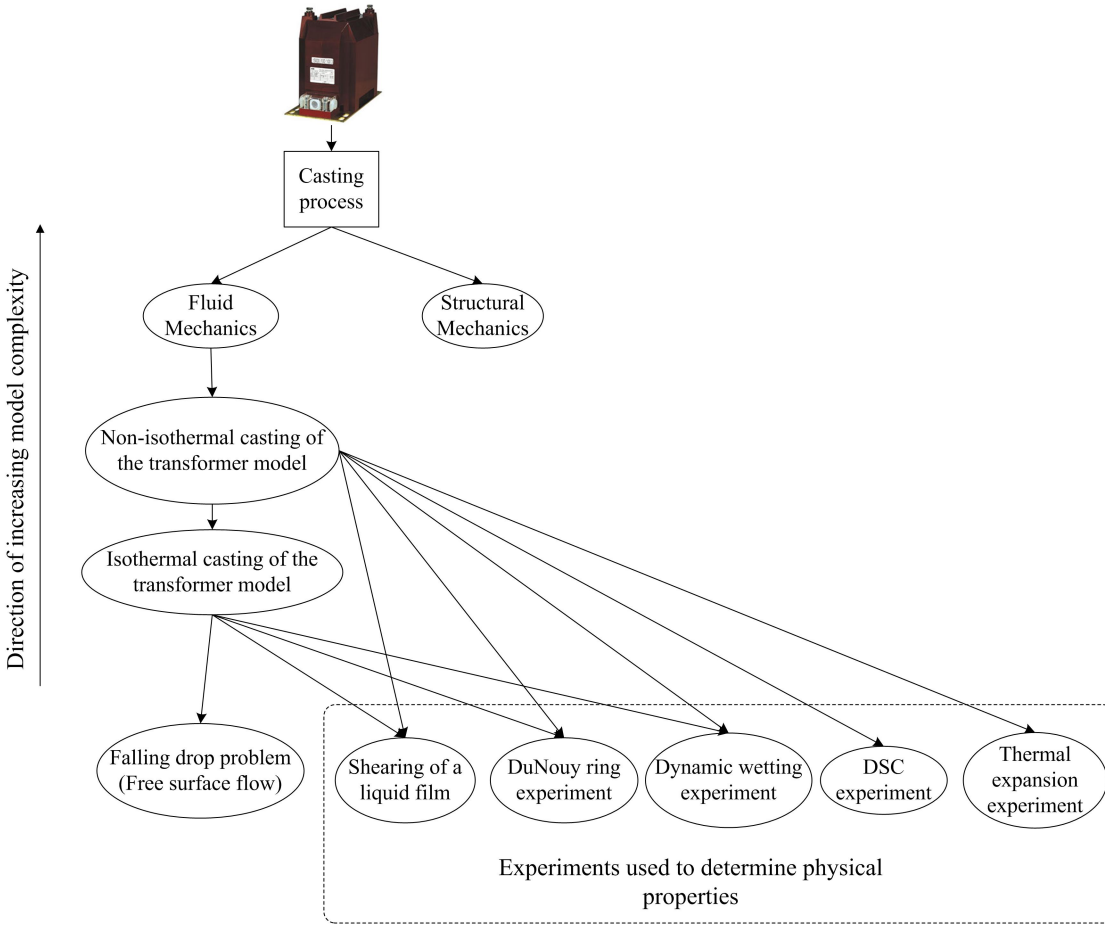 Casting
process
Direction of increasing model complexity
Fluid
Mechanics
Structural
Mechanics
Non-isothermal casting of
the transformer model
Isothermal casting of the
transformer model
Falling drop problem
(Free surface flow)
Shearing of a
liquid film
DuNouy ring
experiment
Dynamic wetting
experiment
DSC
experiment
Thermal
expansion
experiment
Experiments used to determine physical
properties